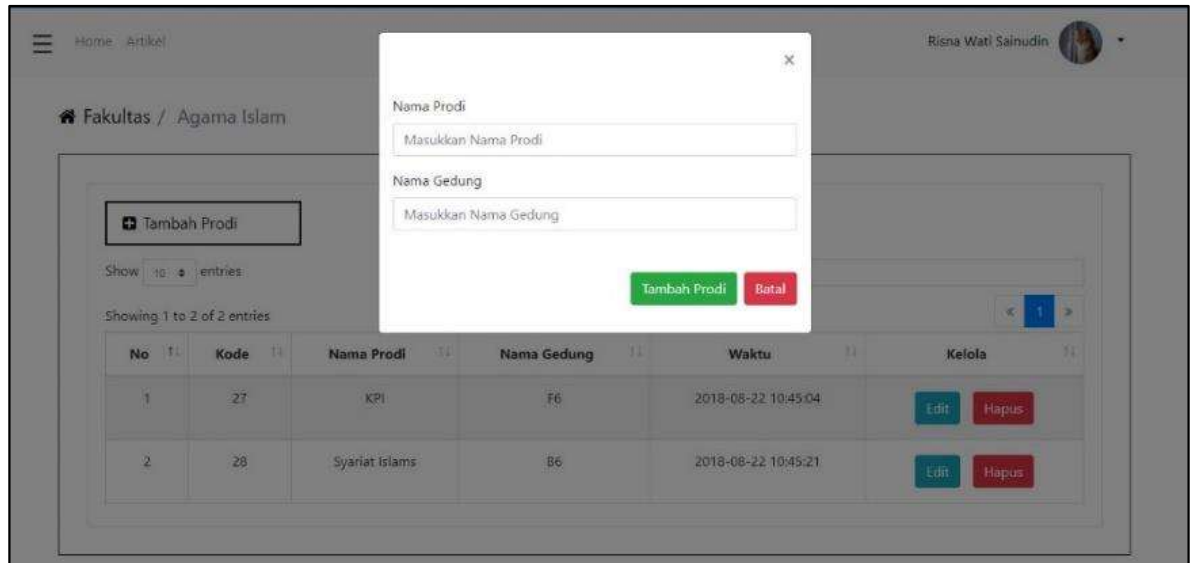 Home Artikel
Risna Wati Sainudin
×
Fakultas / Agama Islam
Nama Prodi
Masukkan Nama Prodi
Nama Gedung
Masukkan Nama Gedung
Tambah Prodi
Show 10 entries
Tambah Prodi Batal
Showing 1 to 2 of 2 entries
« 1 »
No Kode Nama Prodi Nama Gedung Waktu Kelola
1 27 KPI F6 2018-08-22 10:45:04 Edit Hapus
2 28 Syariat Islams B6 2018-08-22 10:45:21 Edit Hapus